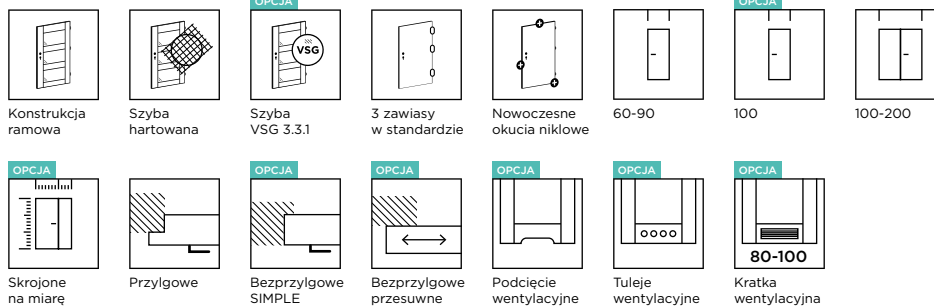 OPCJA
OPCJA
VSG
Konstrukcja
ramowa
Szyba
hartowana
Szyba
VSG 3.3.1
3 zawiasy
w standardzie
Nowoczesne
okucia niklowe
60-90
100
100-200
OPCJA
OPCJA
OPCJA
OPCJA
OPCJA
OPCJA
80-100
Skrojone
na miarę
Przylgowe
Bezprzylgowe
SIMPLE
Bezprzylgowe
przesuwne
Podcięcie
wentylacyjne
Tuleje
wentylacyjne
Kratka
wentylacyjna